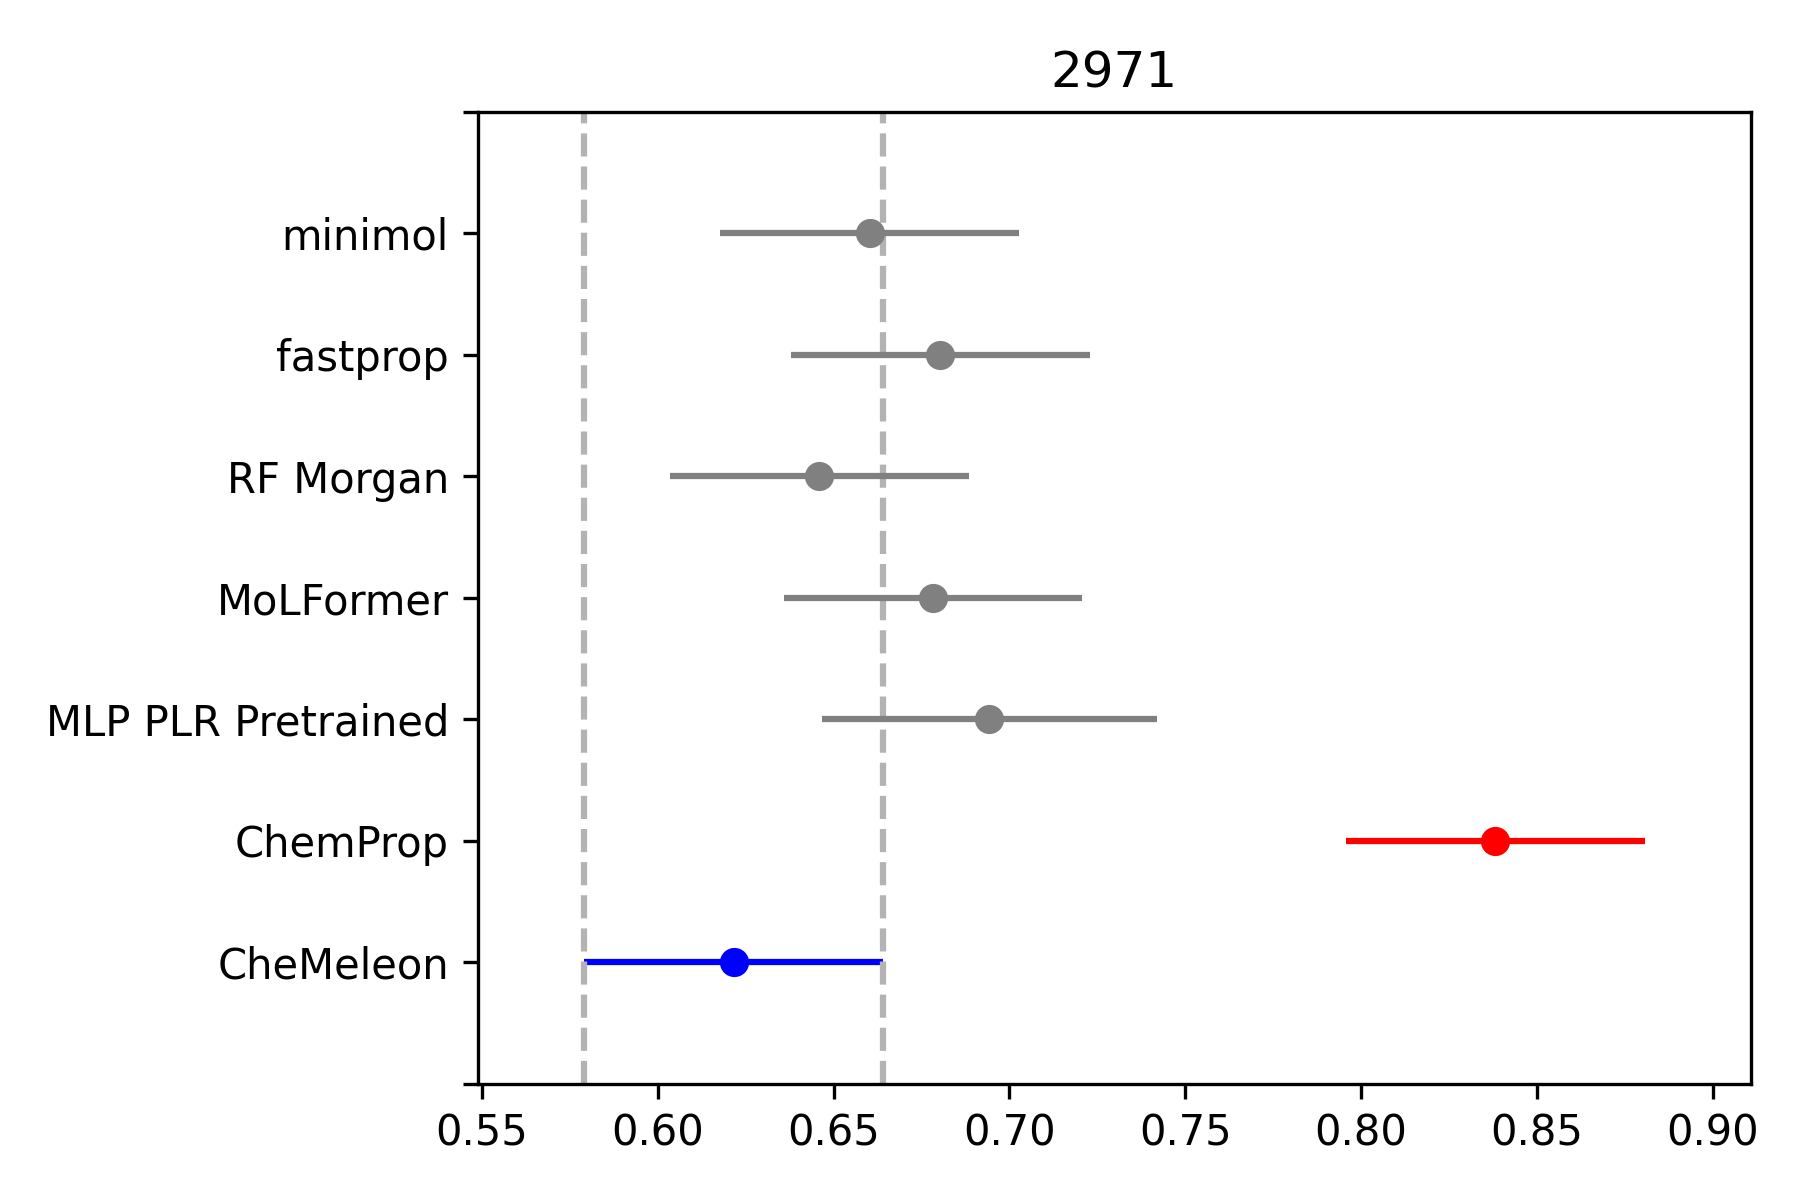 2971
minimol
fastprop
RF Morgan
MoLFormer
MLP PLR Pretrained
ChemProp
CheMeleon
0.55 0.60 0.65 0.70 0.75 0.80 0.85 0.90